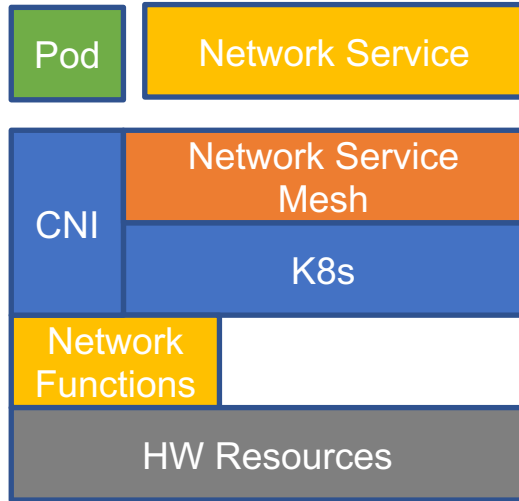 Pod
Network Service
Network Service
Mesh
CNI
K8s
Network
Functions
HW Resources